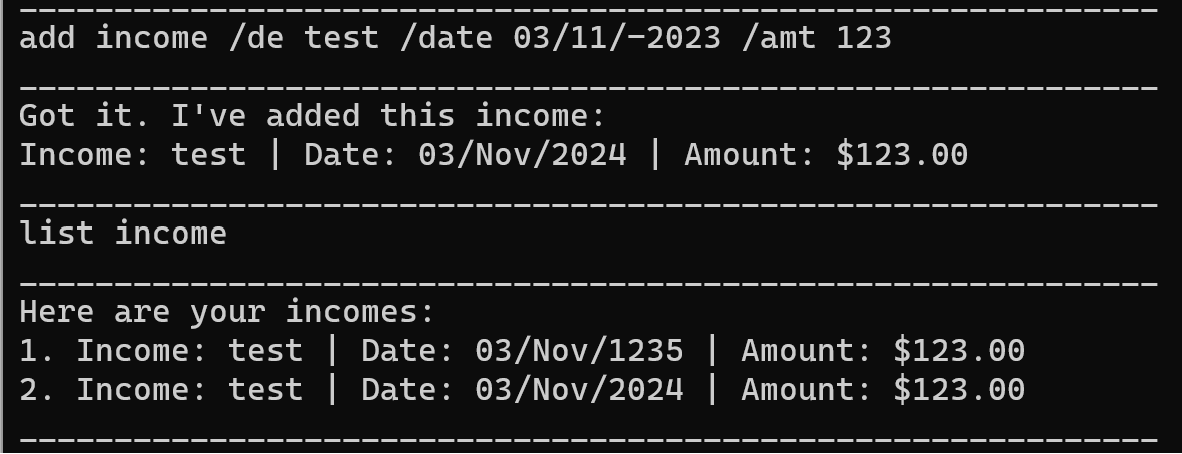 ____________________________________________________________
add income /de test /date 03/11/-2023 /amt 123
____________________________________________________________
Got it. I've added this income:
Income: test | Date: 03/Nov/2024 | Amount: $123.00
____________________________________________________________
list income
____________________________________________________________
Here are your incomes:
1. Income: test | Date: 03/Nov/1235 | Amount: $123.00
2. Income: test | Date: 03/Nov/2024 | Amount: $123.00
____________________________________________________________